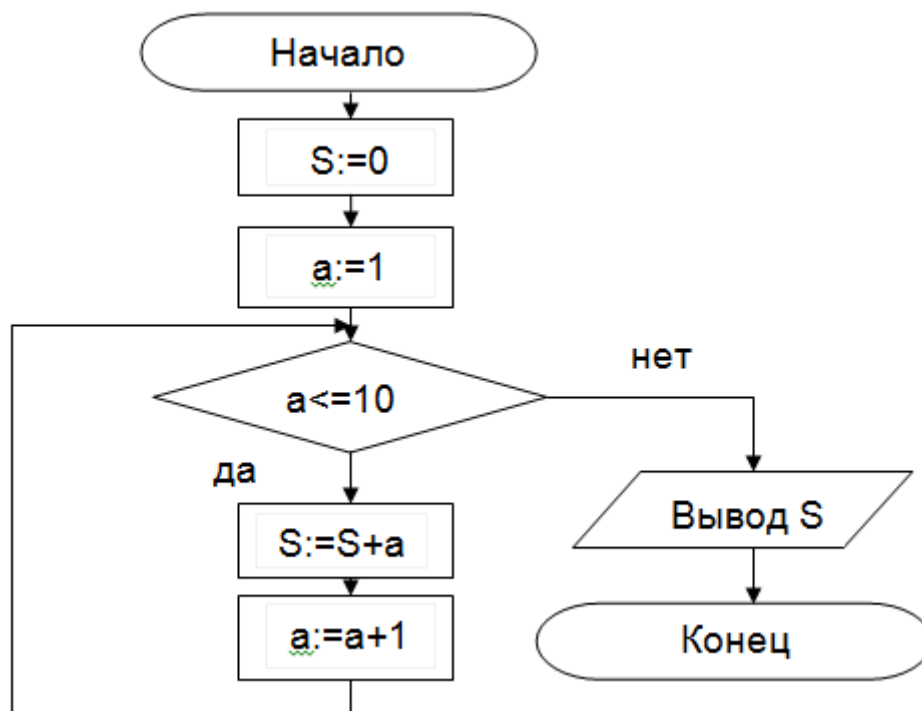 Начало
S:=0
a:=1
a<=10
нет
да
S:=S+a
a:=a+1
Вывод S
Конец